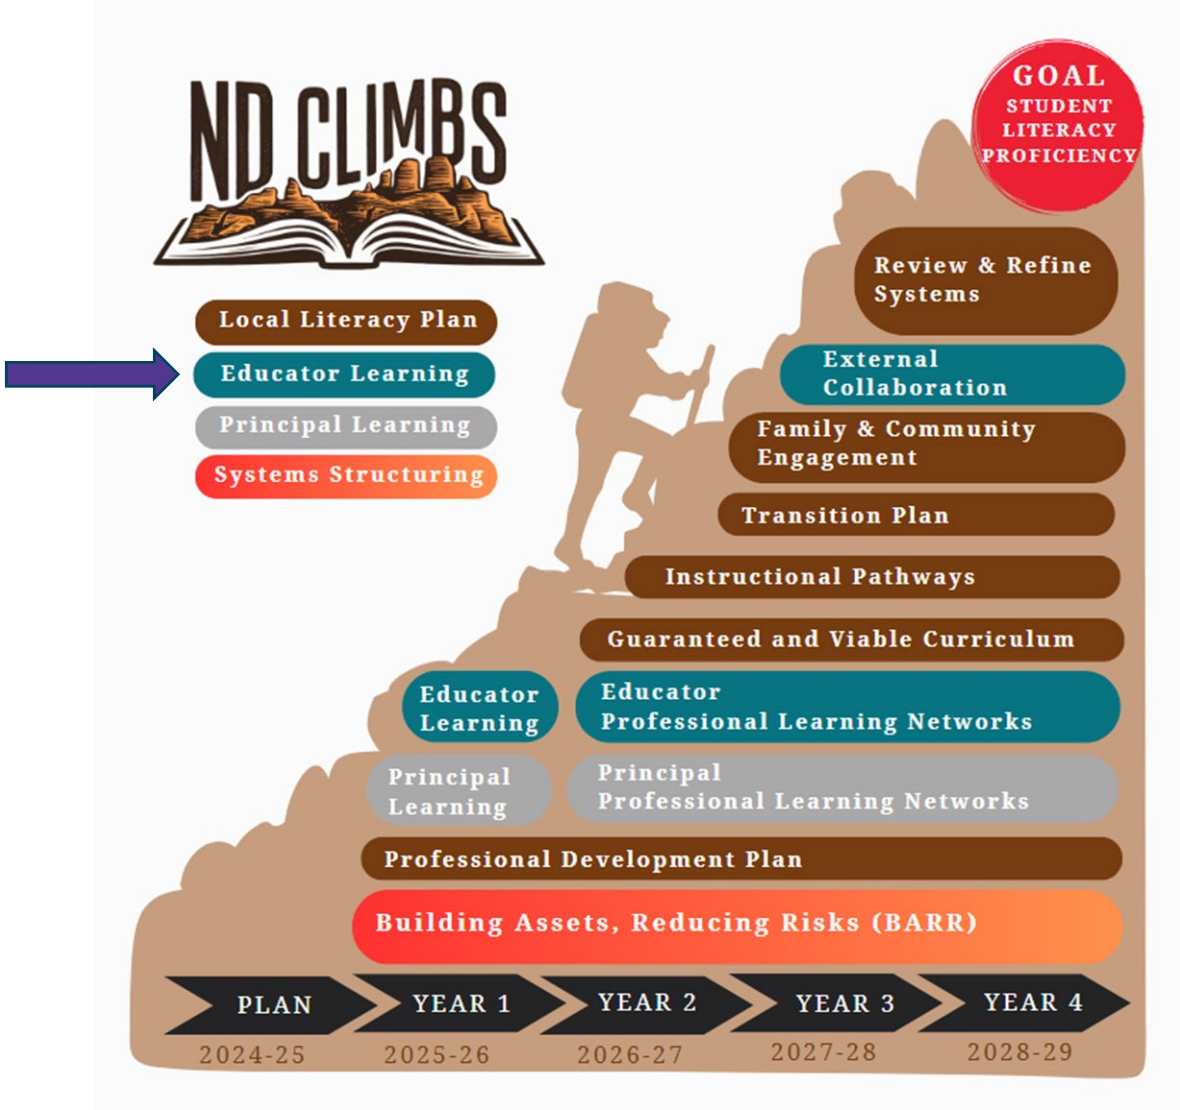 ND CLIMBS
Local Literacy Plan
Educator Learning
Principal Learning
Systems Structuring
GOAL
STUDENT
LITERACY
PROFICIENCY
Review & Refine
Systems
External
Collaboration
Family & Community
Engagement
Transition Plan
Instructional Pathways
Guaranteed and Viable Curriculum
Educator
Learning
Educator
Professional Learning Networks
Principal
Learning
Principal
Professional Learning Networks
Professional Development Plan
Building Assets, Reducing Risks (BARR)
PLAN
YEAR 1
YEAR 2
YEAR 3
YEAR 4
2024-25
2025-26
2026-27
2027-28
2028-29